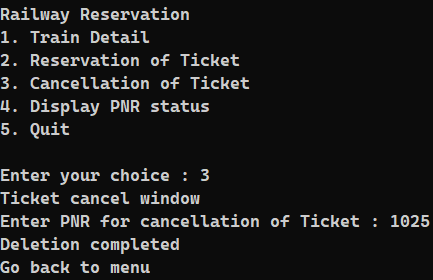 Railway Reservation
1. Train Detail
2. Reservation of Ticket
3. Cancellation of Ticket
4. Display PNR status
5. Quit
Enter your choice : 3
Ticket cancel window
Enter PNR for cancellation of Ticket : 1025
Deletion completed
Go back to menu